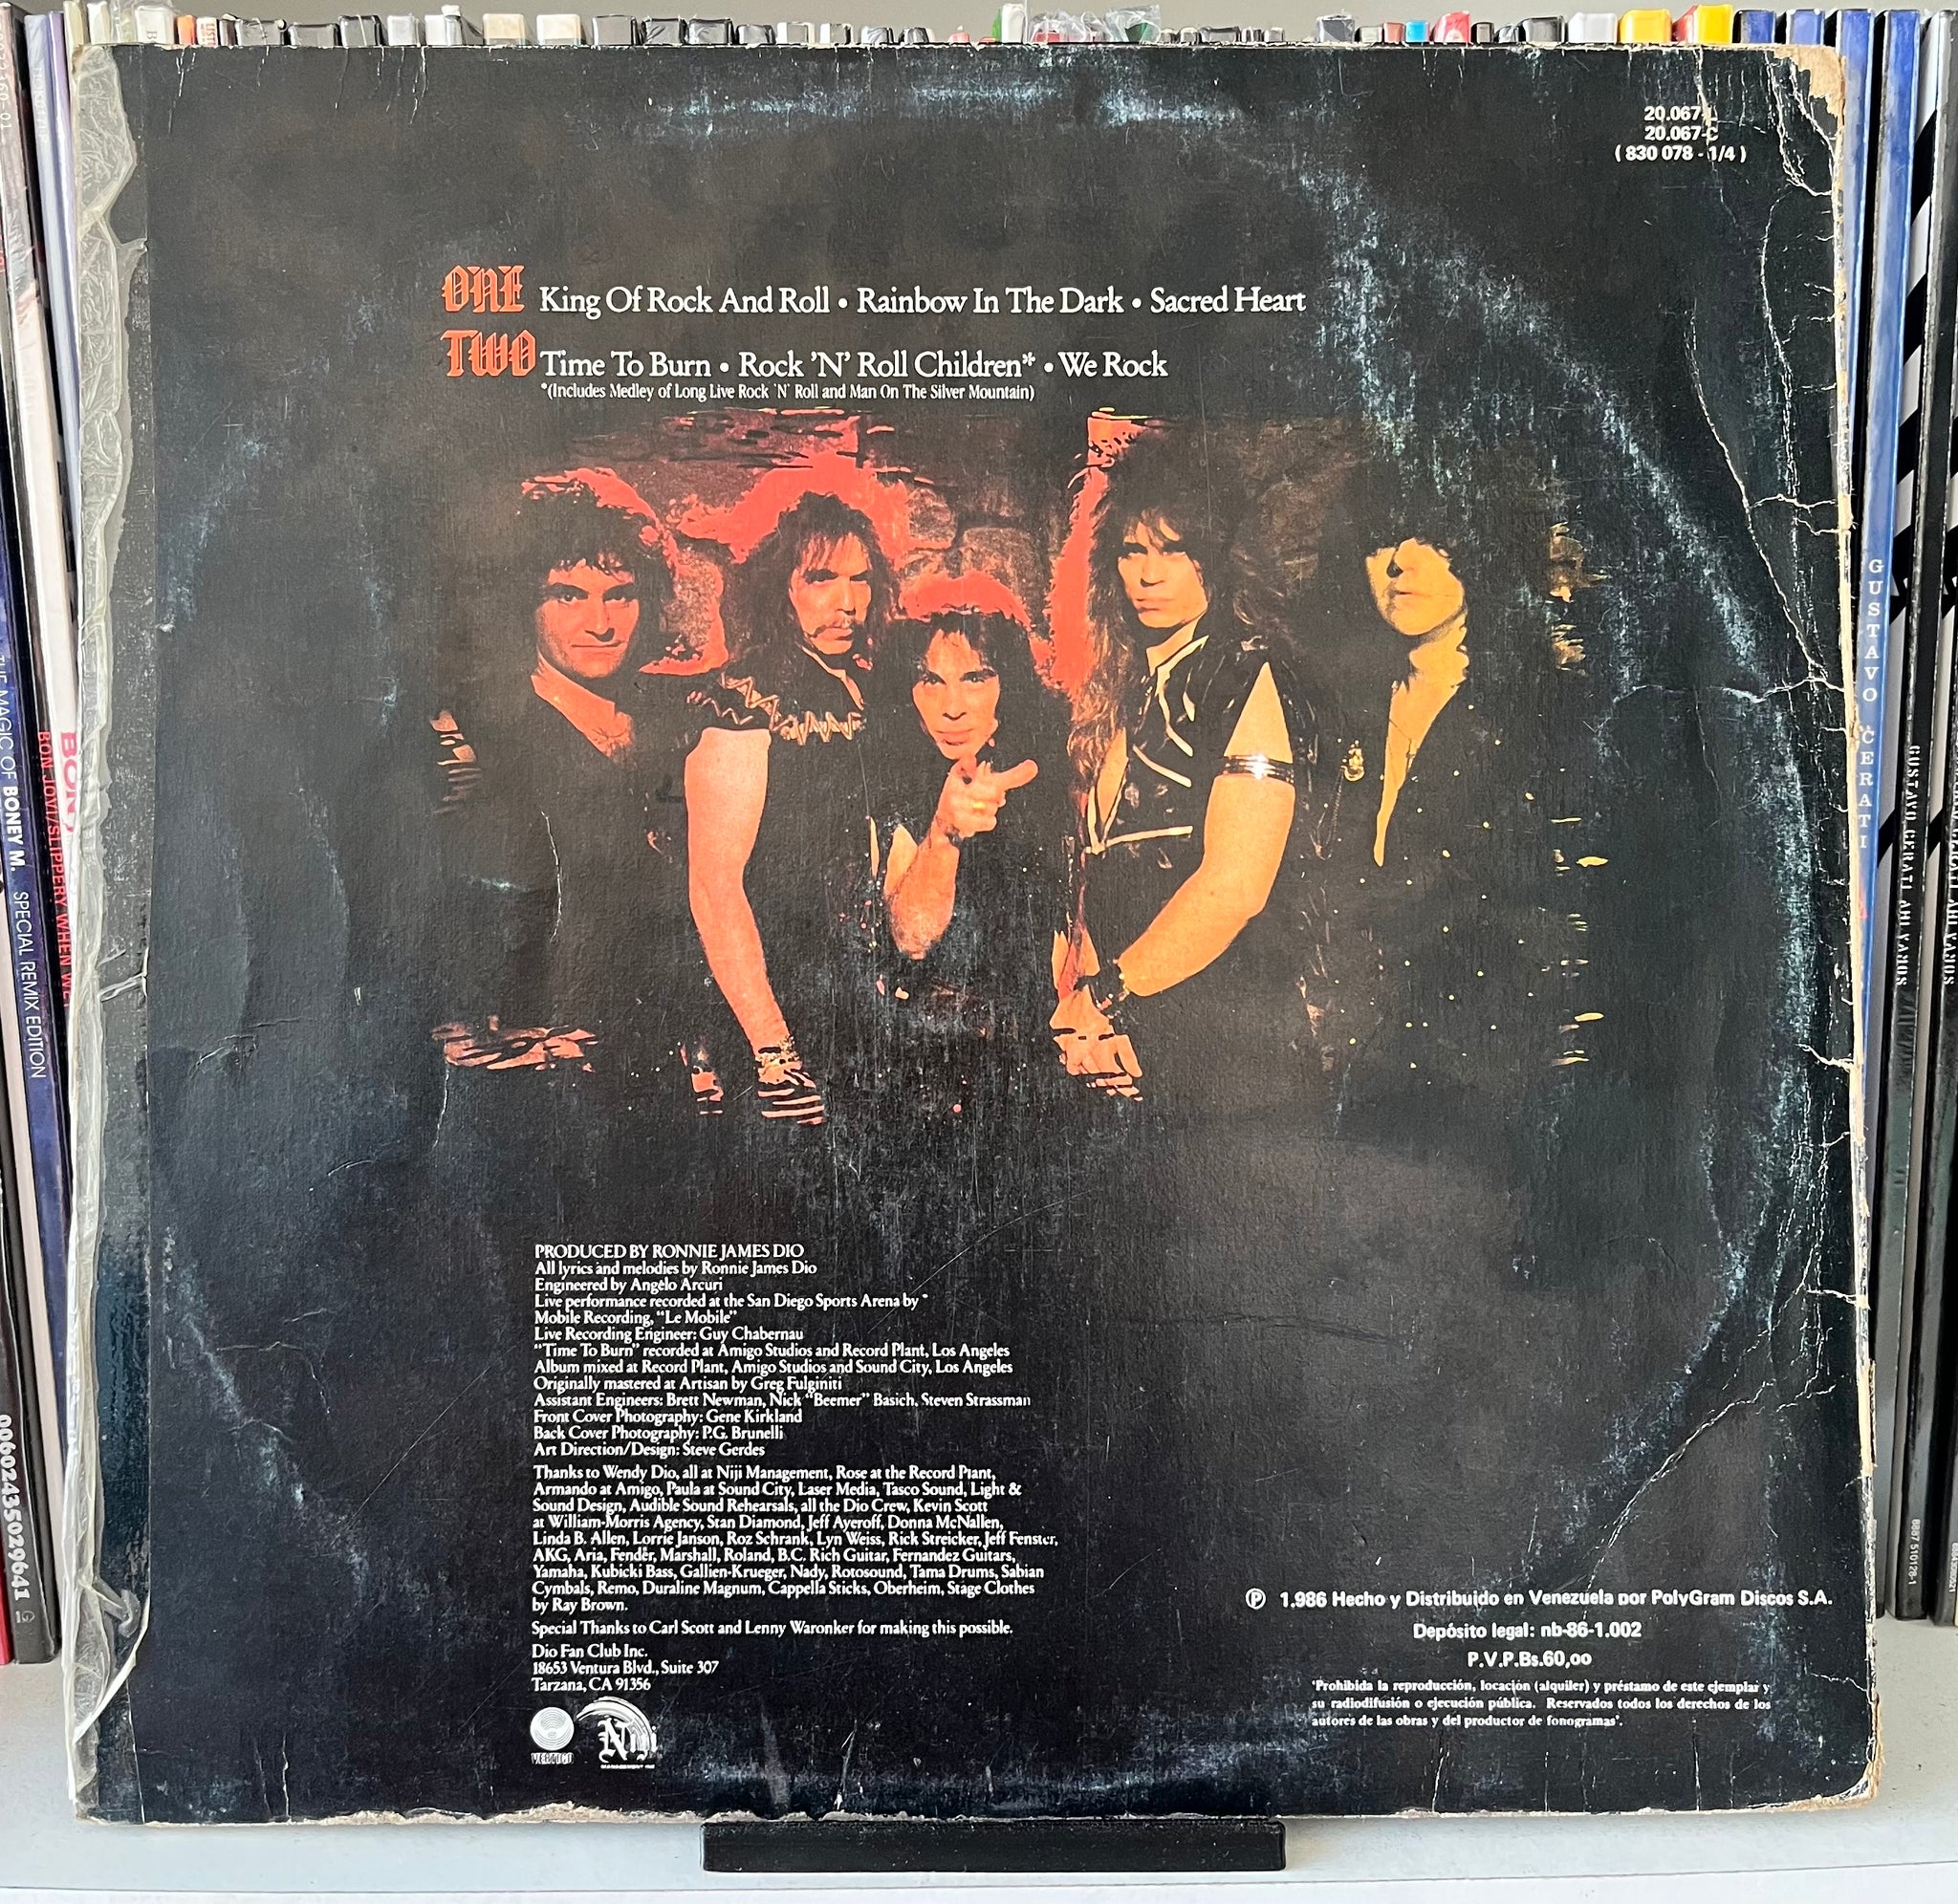 20.067
20.067-C
( 830 078 - 1/4 )
ONE King Of Rock And Roll • Rainbow In The Dark • Sacred Heart
TWO Time To Burn • Rock 'N' Roll Children* • We Rock
*(Includes Medley of Long Live Rock 'N' Roll and Man On The Silver Mountain)
PRODUCED BY RONNIE JAMES DIO
All lyrics and melodies by Ronnie James Dio
Engineered by Angelo Arcuri
Live performance recorded at the San Diego Sports Arena by
Mobile Recording, “Le Mobile”
Live Recording Engineer: Guy Chabernau
“Time To Burn” recorded at Amigo Studios and Record Plant, Los Angeles
Album mixed at Record Plant, Amigo Studios and Sound City, Los Angeles
Originally mastered at Artisan by Greg Fulginiti
Assistant Engineers: Brett Newman, Nick “Beemer” Basich, Steven Strassman
Front Cover Photography: Gene Kirkland
Back Cover Photography: P.G. Brunelli
Art Direction/Design: Steve Gerdes
Thanks to Wendy Dio, all at Niji Management, Rose at the Record Plant,
Armando at Amigo, Paula at Sound City, Laser Media, Tasco Sound, Light &
Sound Design, Audible Sound Rehearsals, all the Dio Crew, Kevin Scott
at William-Morris Agency, Stan Diamond, Jeff Ayeroff, Donna McNallen,
Linda B. Allen, Lorrie Janson, Roz Schrank, Lyn Weiss, Rick Streicker, Jeff Fenster,
AKG, Aria, Fender, Marshall, Roland, B.C. Rich Guitar, Fernandez Guitars,
Yamaha, Kubicki Bass, Gallien-Krueger, Nady, Rotosound, Tama Drums, Sabian
Cymbals, Remo, Duraline Magnum, Cappella Sticks, Oberheim, Stage Clothes
by Ray Brown.
Special Thanks to Carl Scott and Lenny Waronker for making this possible.
Dio Fan Club Inc.
18653 Ventura Blvd., Suite 307
Tarzana, CA 91356
VERTIGO
Niji
MANAGEMENT INC
Ⓟ 1.986 Hecho y Distribuido en Venezuela por PolyGram Discos S.A.
Depósito legal: nb-86-1.002
P.V.P.Bs.60,oo
'Prohibida la reproducción, locación (alquiler) y préstamo de este ejemplar y
su radiodifusión o ejecución pública. Reservados todos los derechos de los
autores de las obras y del productor de fonogramas'.
THE MAGIC OF BONEY M. SPECIAL REMIX EDITION
BON JOVI/SLIPPERY WHEN WET
BON
00602435029641
GUSTAVO CERATI
GUSTAVO CERATI AHI VAMOS